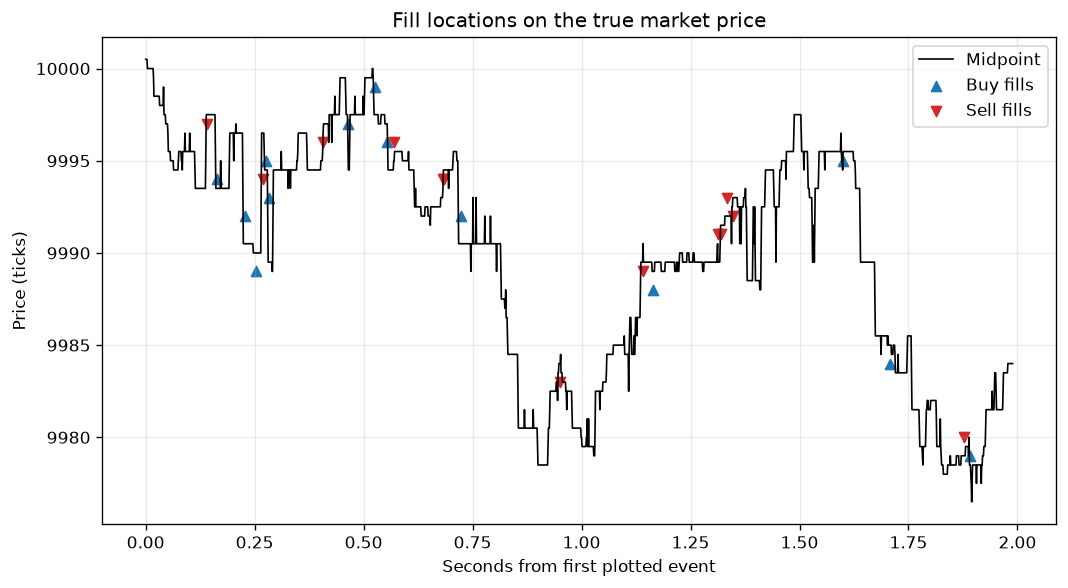 Fill locations on the true market price
Midpoint
Buy fills
Sell fills
Price (ticks)
10000
9995
9990
9985
9980
0.00 0.25 0.50 0.75 1.00 1.25 1.50 1.75 2.00
Seconds from first plotted event